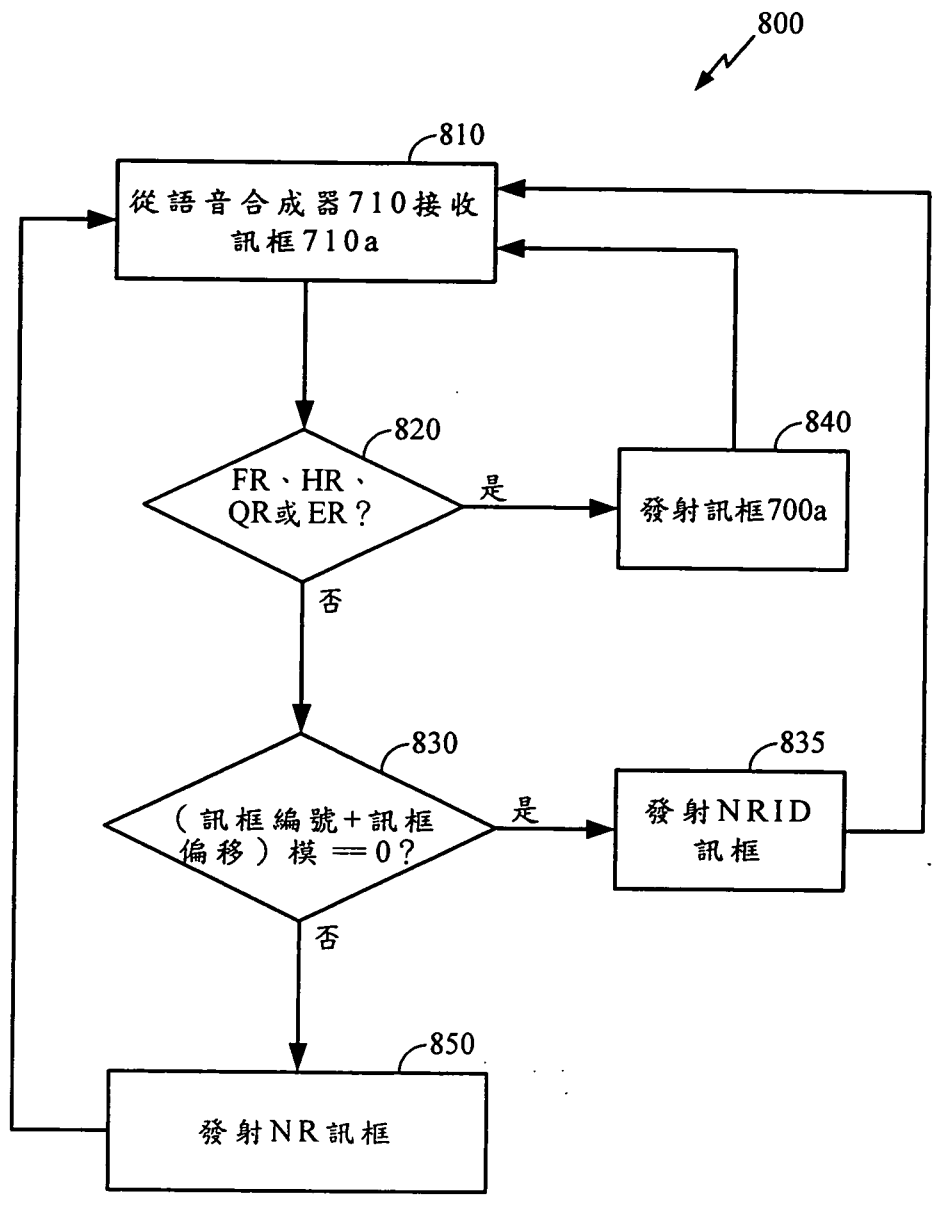 800
810
從語音合成器710接收
訊框710a
820
FR、HR、
QR或ER？
是
840
發射訊框700a
否
830
（訊框編號+訊框
偏移）模==0？
是
835
發射NRID
訊框
否
850
發射NR訊框